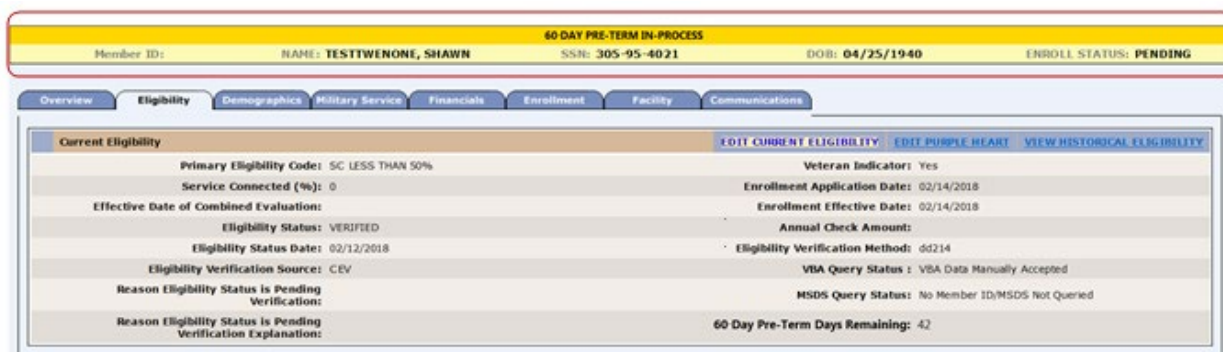 60-DAY PRE-TERM IN-PROCESS
Member ID: NAME: TESTTWENONE, SHAWN SSN: 305-95-4021 DOB: 04/25/1940 ENROLL STATUS: PENDING
Overview Eligibility Demographics Military Service Financials Enrollment Facility Communications
Current Eligibility EDIT CURRENT ELIGIBILITY EDIT PURPLE HEART VIEW HISTORICAL ELIGIBILITY
Primary Eligibility Code: SC LESS THAN 50% Veteran Indicator: Yes
Service Connected (%): 0 Enrollment Application Date: 02/14/2018
Effective Date of Combined Evaluation: Enrollment Effective Date: 02/14/2018
Eligibility Status: VERIFIED Annual Check Amount:
Eligibility Status Date: 02/12/2018 Eligibility Verification Method: dd214
Eligibility Verification Source: CEV VBA Query Status : VBA Data Manually Accepted
Reason Eligibility Status is Pending
Verification: MSDS Query Status: No Member ID/MSDS Not Queried
Reason Eligibility Status is Pending
Verification Explanation: 60-Day Pre-Term Days Remaining: 42